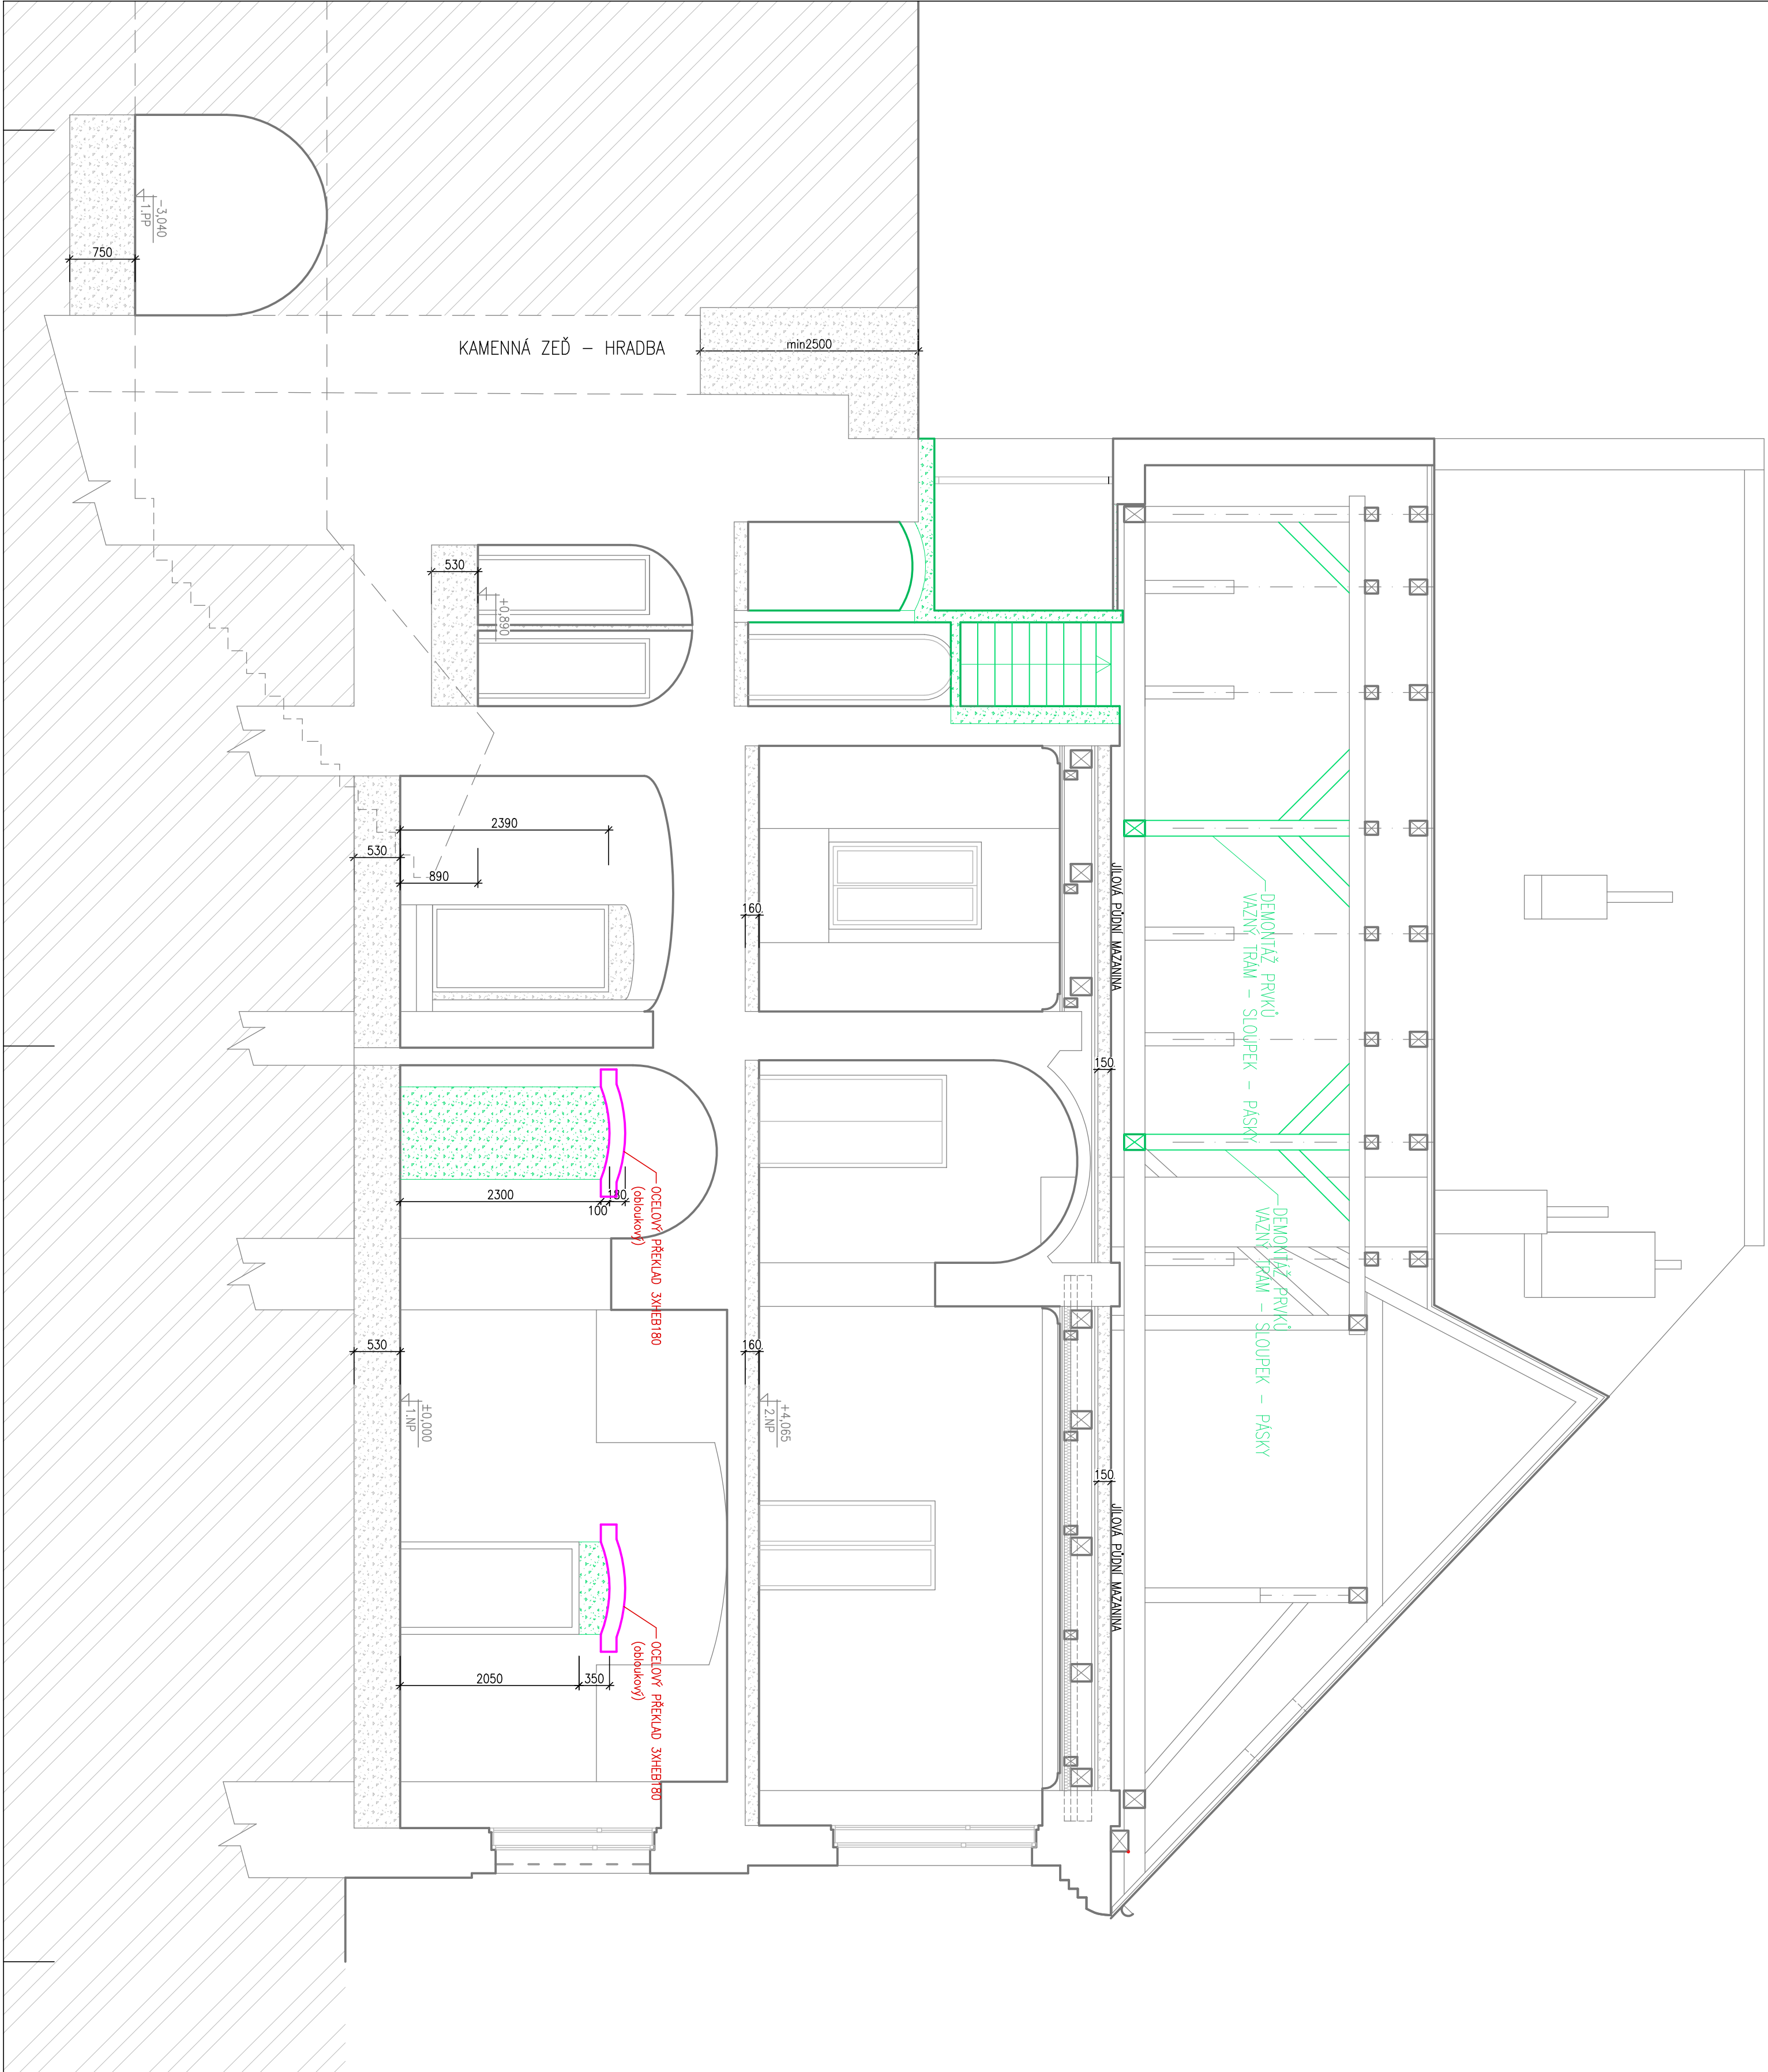 KAMENNÁ ZEĎ – HRADBA
min2500
-3,040
1.PP
750
530
+0,890
2390
530
890
160
150
JÍLOVÁ PŮDNÍ MAZANINA
DEMONTÁŽ PRVKŮ
VAZNÝ TRÁM – SLOUPEK – PÁSKY
DEMONTÁŽ PRVKŮ
VAZNÝ TRÁM – SLOUPEK – PÁSKY
2300
180
100
OCELOVÝ PŘEKLAD 3XHEB180
(obloukový)
530
160
±0,000
1.NP
+4,065
2.NP
150
JÍLOVÁ PŮDNÍ MAZANINA
2050
350
OCELOVÝ PŘEKLAD 3XHEB180
(obloukový)